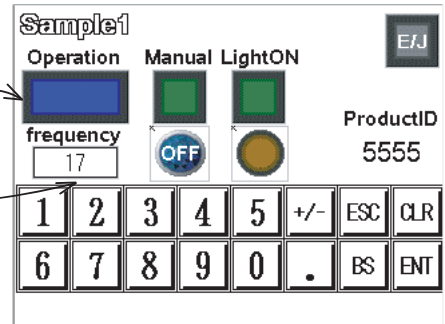 Sample1
E/J
Operation Manual LightON
ProductID
frequency
17
OFF
5555
1 2 3 4 5 +/- ESC CLR
6 7 8 9 0 . BS ENT